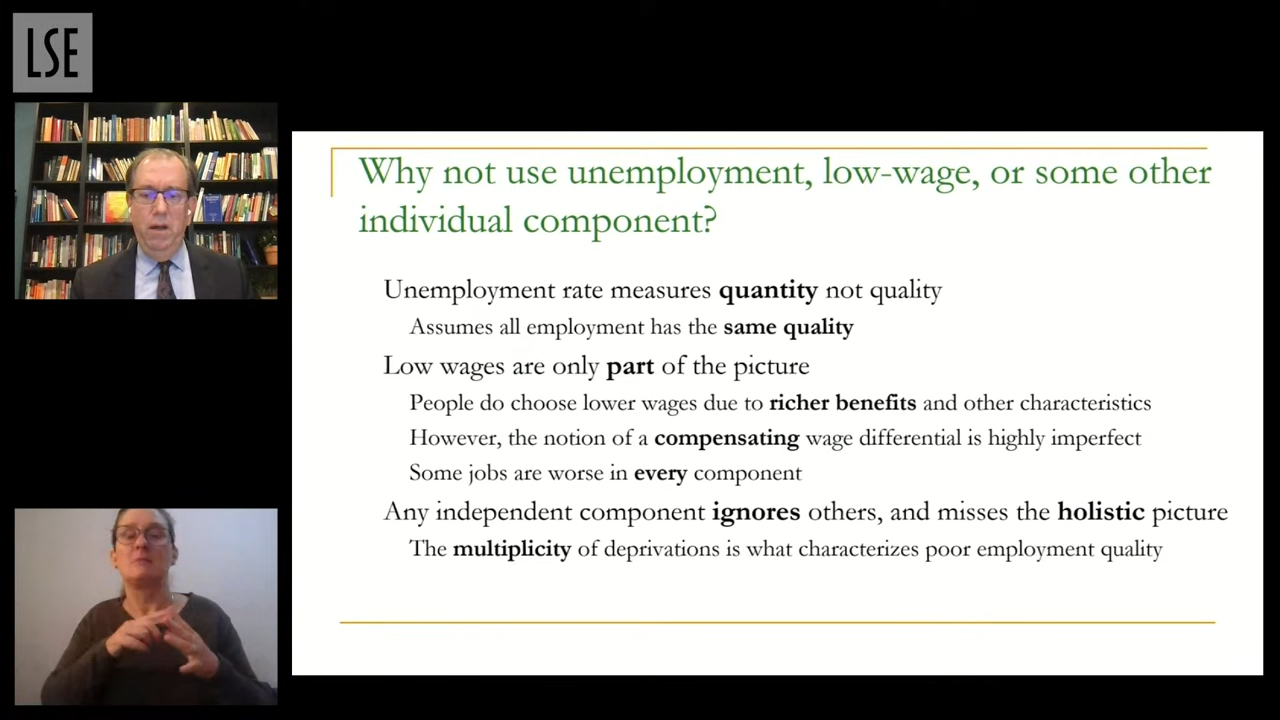 LSE
Why not use unemployment, low-wage, or some other
individual component?
Unemployment rate measures quantity not quality
Assumes all employment has the same quality
Low wages are only part of the picture
People do choose lower wages due to richer benefits and other characteristics
However, the notion of a compensating wage differential is highly imperfect
Some jobs are worse in every component
Any independent component ignores others, and misses the holistic picture
The multiplicity of deprivations is what characterizes poor employment quality